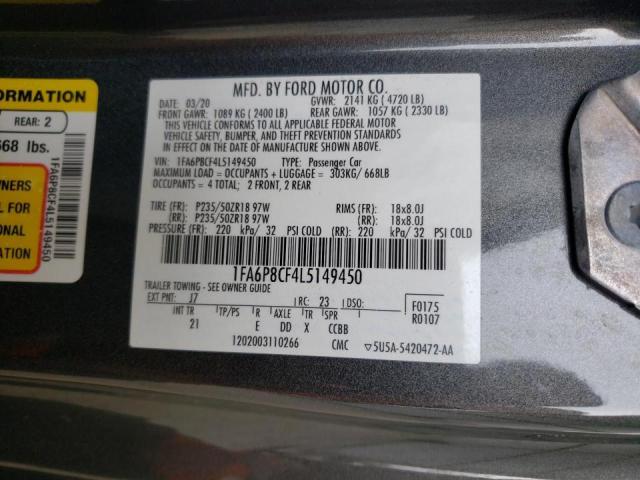 MFD. BY FORD MOTOR CO.
DATE: 03/20 GVWR: 2141 KG ( 4720 LB)
FRONT GAWR: 1089 KG ( 2400 LB) REAR GAWR: 1057 KG ( 2330 LB)
THIS VEHICLE CONFORMS TO ALL APPLICABLE FEDERAL MOTOR
VEHICLE SAFETY, BUMPER, AND THEFT PREVENTION STANDARDS
IN EFFECT ON THE DATE OF MANUFACTURE SHOWN ABOVE.
VIN: 1FA6P8CF4L5149450 TYPE: Passenger Car
MAXIMUM LOAD = OCCUPANTS + LUGGAGE = 303KG/ 668LB
OCCUPANTS = 4 TOTAL; 2 FRONT, 2 REAR
TIRE (FR): P235/50ZR18 97W RIMS (FR): 18x8.0J
(RR): P235/50ZR18 97W (RR): 18x8.0J
PRESSURE (FR): 220 kPa/ 32 PSI COLD (RR): 220 kPa/ 32 PSI COLD
1FA6P8CF4L5149450
TRAILER TOWING - SEE OWNER GUIDE
EXT PNT: J7 RC: 23 DSO: F0175
INT TR TP/PS R AXLE TR SPR R0107
21 E DD X CCBB
1202003110266 CMC 5U5A-5420472-AA
ORMATION
REAR: 2
668 lbs.
1FA6P8CF4L5149450
WNERS
L FOR
IONAL
ATION